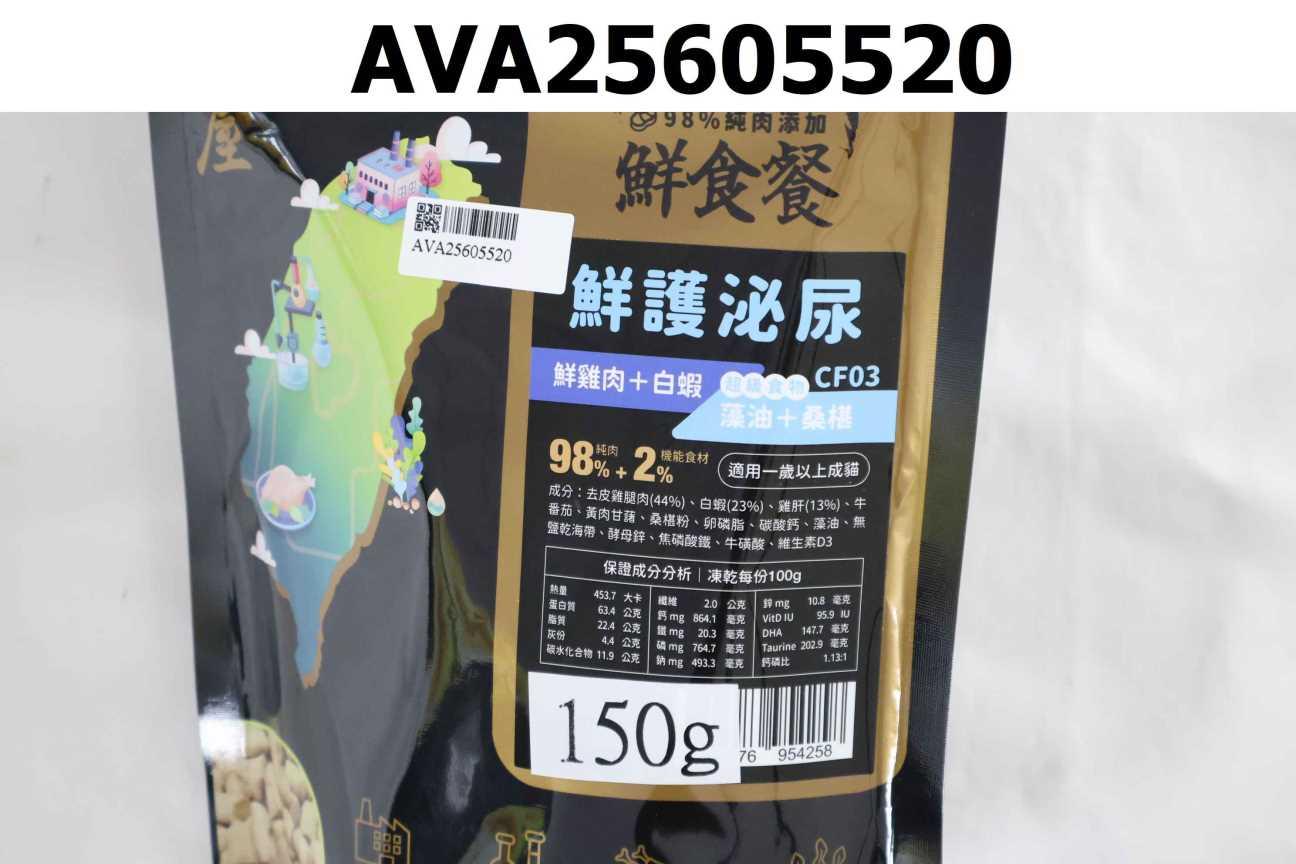 AVA25605520
屋
98%純肉添加
鮮食餐
AVA25605520
鮮護泌尿
鮮雞肉+白蝦
超級食物 CF03
藻油+桑椹
98%純肉+2%機能食材
適用一歲以上成貓
成分:去皮雞腿肉(44%)、白蝦(23%)、雞肝(13%)、牛
番茄、黃肉甘藷、桑椹粉、卵磷脂、碳酸鈣、藻油、無
鹽乾海帶、酵母鋅、焦磷酸鐵、牛磺酸、維生素D3
保證成分分析|凍乾每份100g
熱量 453.7 大卡
蛋白質 63.4 公克
脂質 22.4 公克
灰份 4.4 公克
碳水化合物 11.9 公克
纖維 2.0 公克
鈣 mg 864.1 毫克
鐵 mg 20.3 毫克
磷 mg 764.7 毫克
鈉 mg 493.3 毫克
鋅 mg 10.8 毫克
VitD IU 95.9 IU
DHA 147.7 毫克
Taurine 202.9 毫克
鈣磷比 1.13:1
150g
76 954258